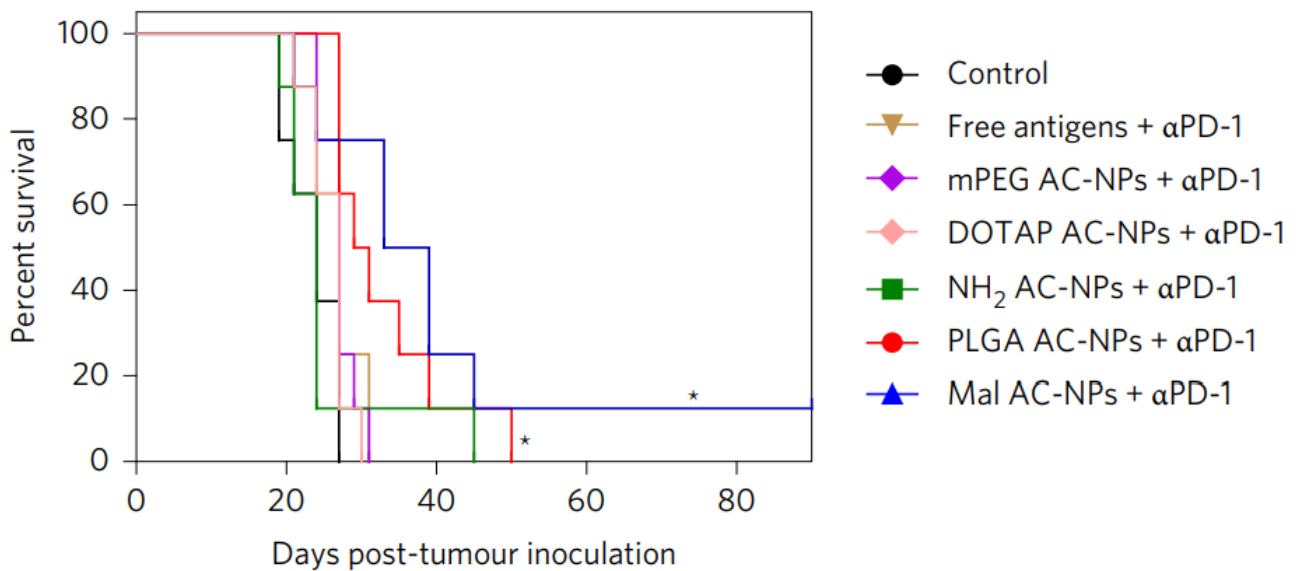 Percent survival
100
80
60
40
20
0
0 20 40 60 80
Days post-tumour inoculation
*
*
Control
Free antigens + αPD-1
mPEG AC-NPs + αPD-1
DOTAP AC-NPs + αPD-1
NH₂ AC-NPs + αPD-1
PLGA AC-NPs + αPD-1
Mal AC-NPs + αPD-1